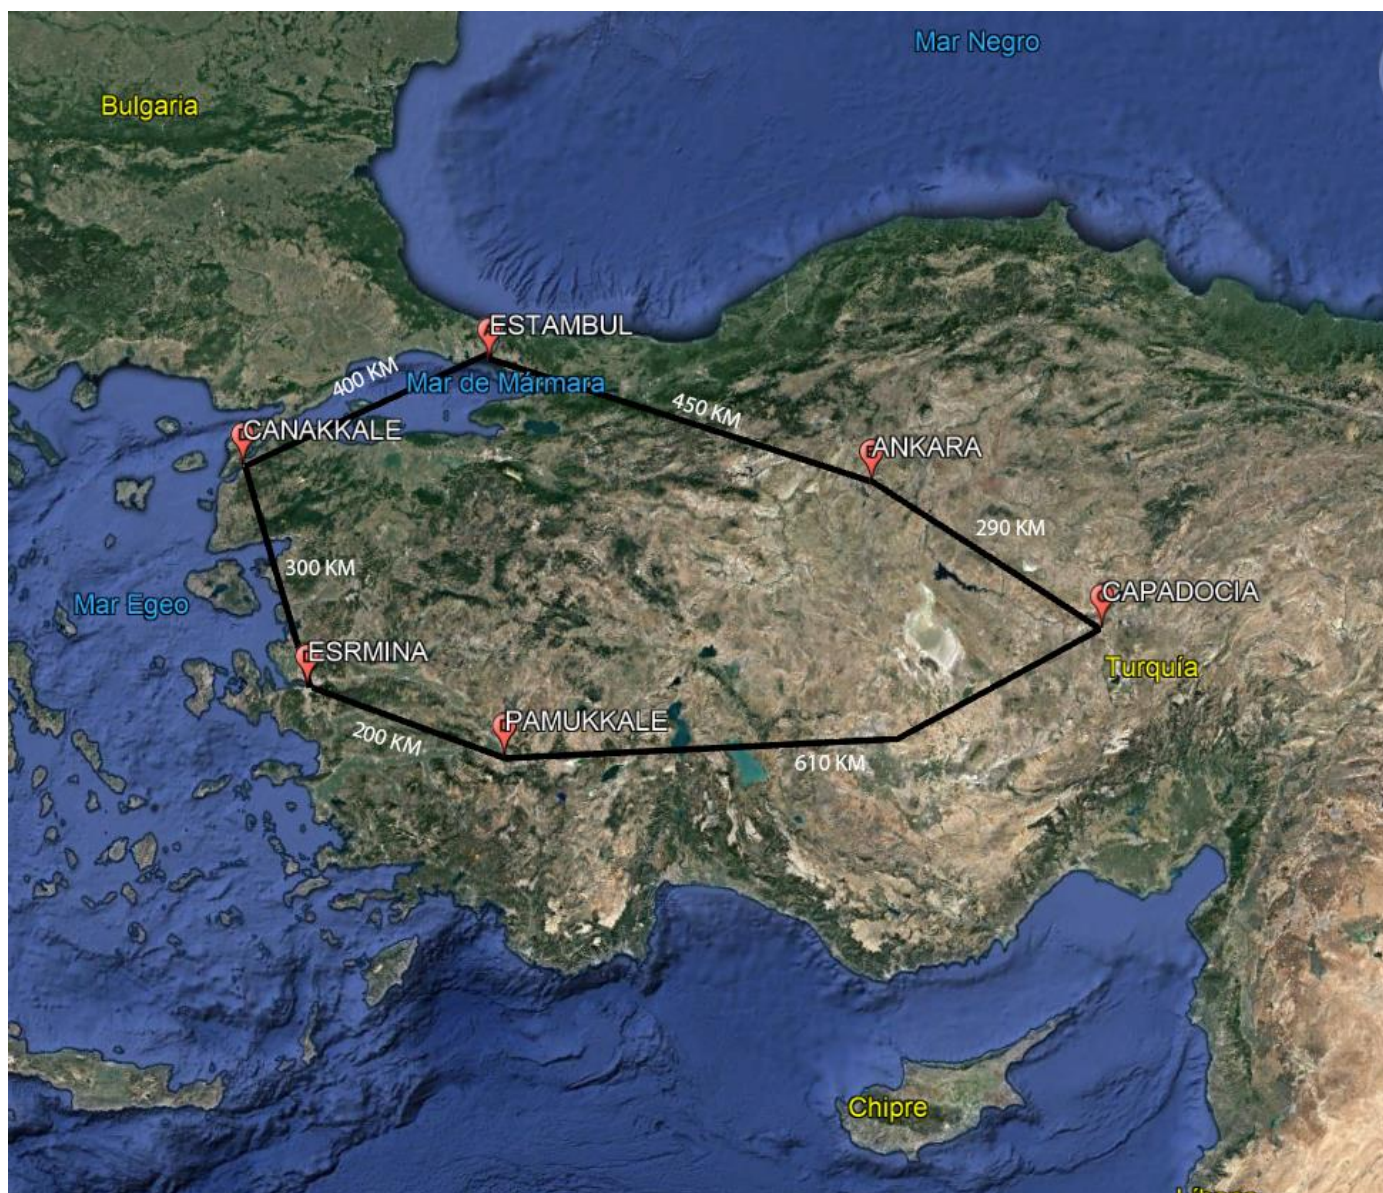 Mar Negro
Bulgaria
ESTAMBUL
400 KM
Mar de Mármara
450 KM
CANAKKALE
ANKARA
290 KM
300 KM
CAPADOCIA
Mar Egeo
ESRMINA
Turquía
PAMUKKALE
200 KM
610 KM
Chipre